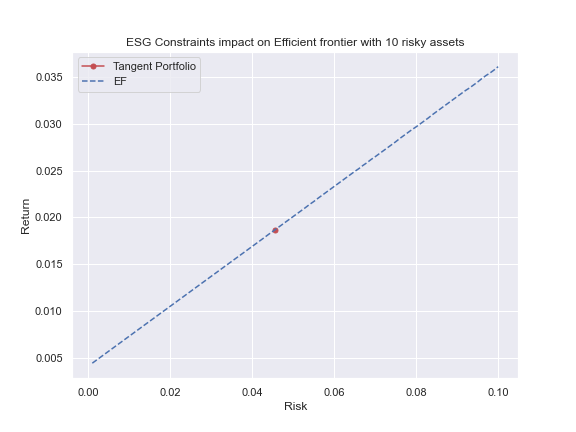 ESG Constraints impact on Efficient frontier with 10 risky assets
Tangent Portfolio
EF
0.035
0.030
0.025
0.020
0.015
0.010
0.005
Return
0.00 0.02 0.04 0.06 0.08 0.10
Risk